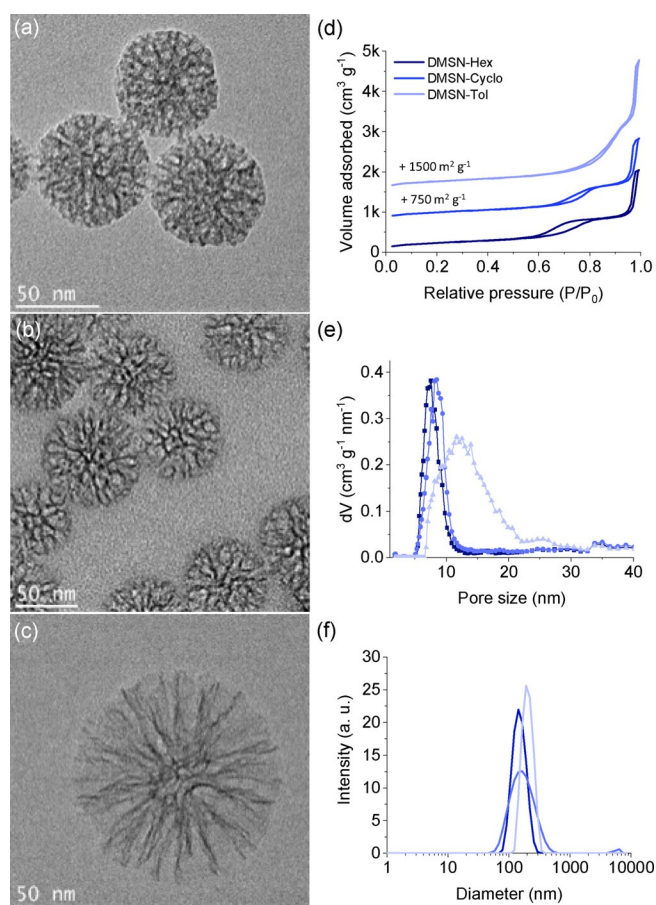 (a)
50 nm
(b)
50 nm
(c)
50 nm
(d)
Volume adsorbed (cm³ g⁻¹)
5k
4k
3k
2k
1k
0
DMSN-Hex
DMSN-Cyclo
DMSN-Tol
+ 1500 m² g⁻¹
+ 750 m² g⁻¹
0.0 0.2 0.4 0.6 0.8 1.0
Relative pressure (P/P₀)
(e)
dV (cm³ g⁻¹ nm⁻¹)
0.4
0.3
0.2
0.1
0.0
10 20 30 40
Pore size (nm)
(f)
Intensity (a. u.)
30
25
20
15
10
5
0
1 10 100 1000 10000
Diameter (nm)